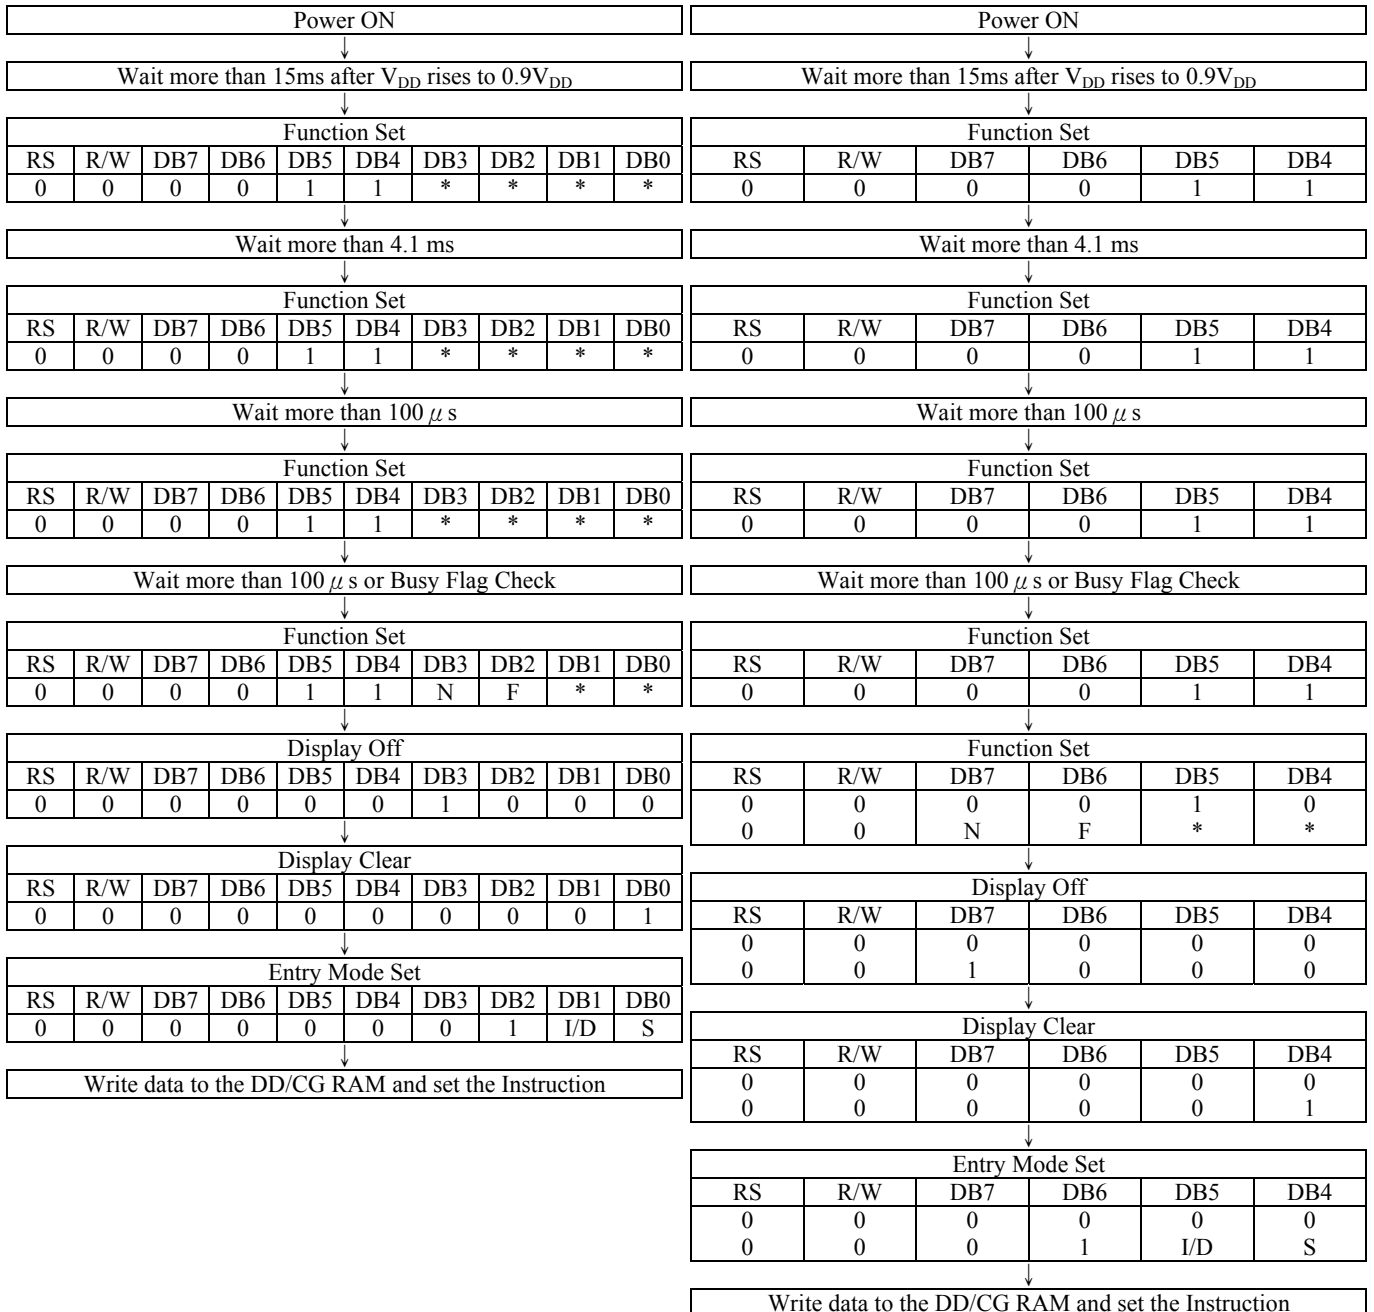 Power ON
↓
Wait more than 15ms after VDD rises to 0.9VDD
↓
Function Set
RS R/W DB7 DB6 DB5 DB4 DB3 DB2 DB1 DB0
0 0 0 0 1 1 * * * *
↓
Wait more than 4.1 ms
↓
Function Set
RS R/W DB7 DB6 DB5 DB4 DB3 DB2 DB1 DB0
0 0 0 0 1 1 * * * *
↓
Wait more than 100 μ s
↓
Function Set
RS R/W DB7 DB6 DB5 DB4 DB3 DB2 DB1 DB0
0 0 0 0 1 1 * * * *
↓
Wait more than 100 μ s or Busy Flag Check
↓
Function Set
RS R/W DB7 DB6 DB5 DB4 DB3 DB2 DB1 DB0
0 0 0 0 1 1 N F * *
↓
Display Off
RS R/W DB7 DB6 DB5 DB4 DB3 DB2 DB1 DB0
0 0 0 0 0 0 1 0 0 0
↓
Display Clear
RS R/W DB7 DB6 DB5 DB4 DB3 DB2 DB1 DB0
0 0 0 0 0 0 0 0 0 1
↓
Entry Mode Set
RS R/W DB7 DB6 DB5 DB4 DB3 DB2 DB1 DB0
0 0 0 0 0 0 0 1 I/D S
↓
Write data to the DD/CG RAM and set the Instruction
Power ON
↓
Wait more than 15ms after VDD rises to 0.9VDD
↓
Function Set
RS R/W DB7 DB6 DB5 DB4
0 0 0 0 1 1
↓
Wait more than 4.1 ms
↓
Function Set
RS R/W DB7 DB6 DB5 DB4
0 0 0 0 1 1
↓
Wait more than 100 μ s
↓
Function Set
RS R/W DB7 DB6 DB5 DB4
0 0 0 0 1 1
↓
Wait more than 100 μ s or Busy Flag Check
↓
Function Set
RS R/W DB7 DB6 DB5 DB4
0 0 0 0 1 1
↓
Function Set
RS R/W DB7 DB6 DB5 DB4
0 0 0 0 1 0
0 0 N F * *
↓
Display Off
RS R/W DB7 DB6 DB5 DB4
0 0 0 0 0 0
0 0 1 0 0 0
↓
Display Clear
RS R/W DB7 DB6 DB5 DB4
0 0 0 0 0 0
0 0 0 0 0 1
↓
Entry Mode Set
RS R/W DB7 DB6 DB5 DB4
0 0 0 0 0 0
0 0 0 1 I/D S
↓
Write data to the DD/CG RAM and set the Instruction